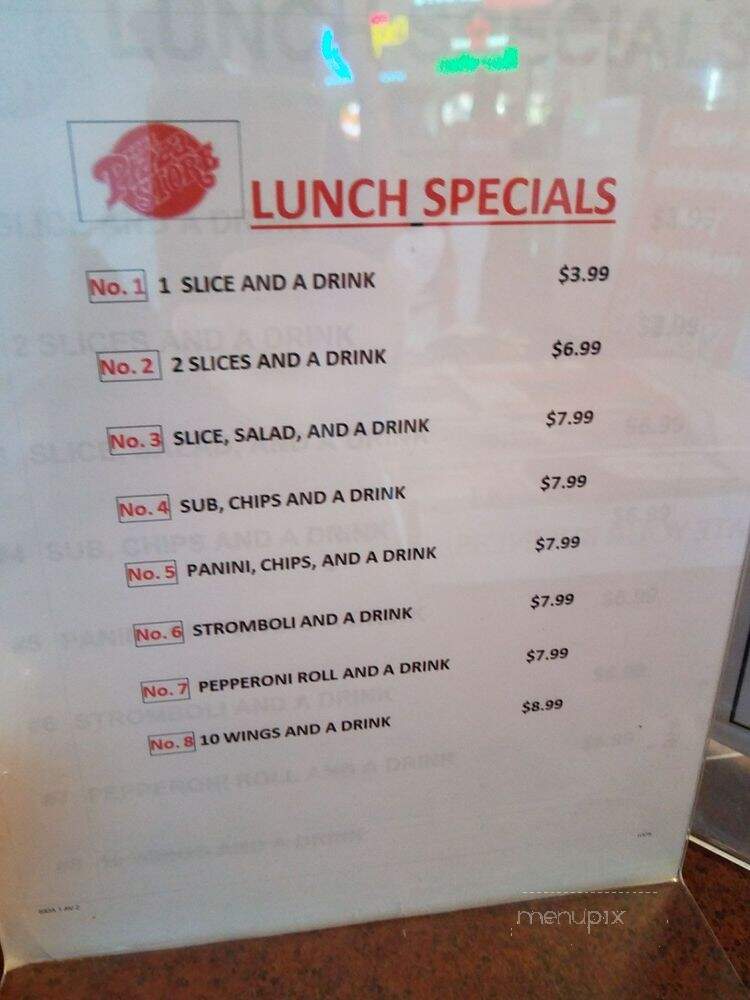 LUNCH SPECIALS
No. 1 1 SLICE AND A DRINK $3.99
No. 2 2 SLICES AND A DRINK $6.99
No. 3 SLICE, SALAD, AND A DRINK $7.99
No. 4 SUB, CHIPS AND A DRINK $7.99
No. 5 PANINI, CHIPS, AND A DRINK $7.99
No. 6 STROMBOLI AND A DRINK $7.99
No. 7 PEPPERONI ROLL AND A DRINK $7.99
No. 8 10 WINGS AND A DRINK $8.99
menupix